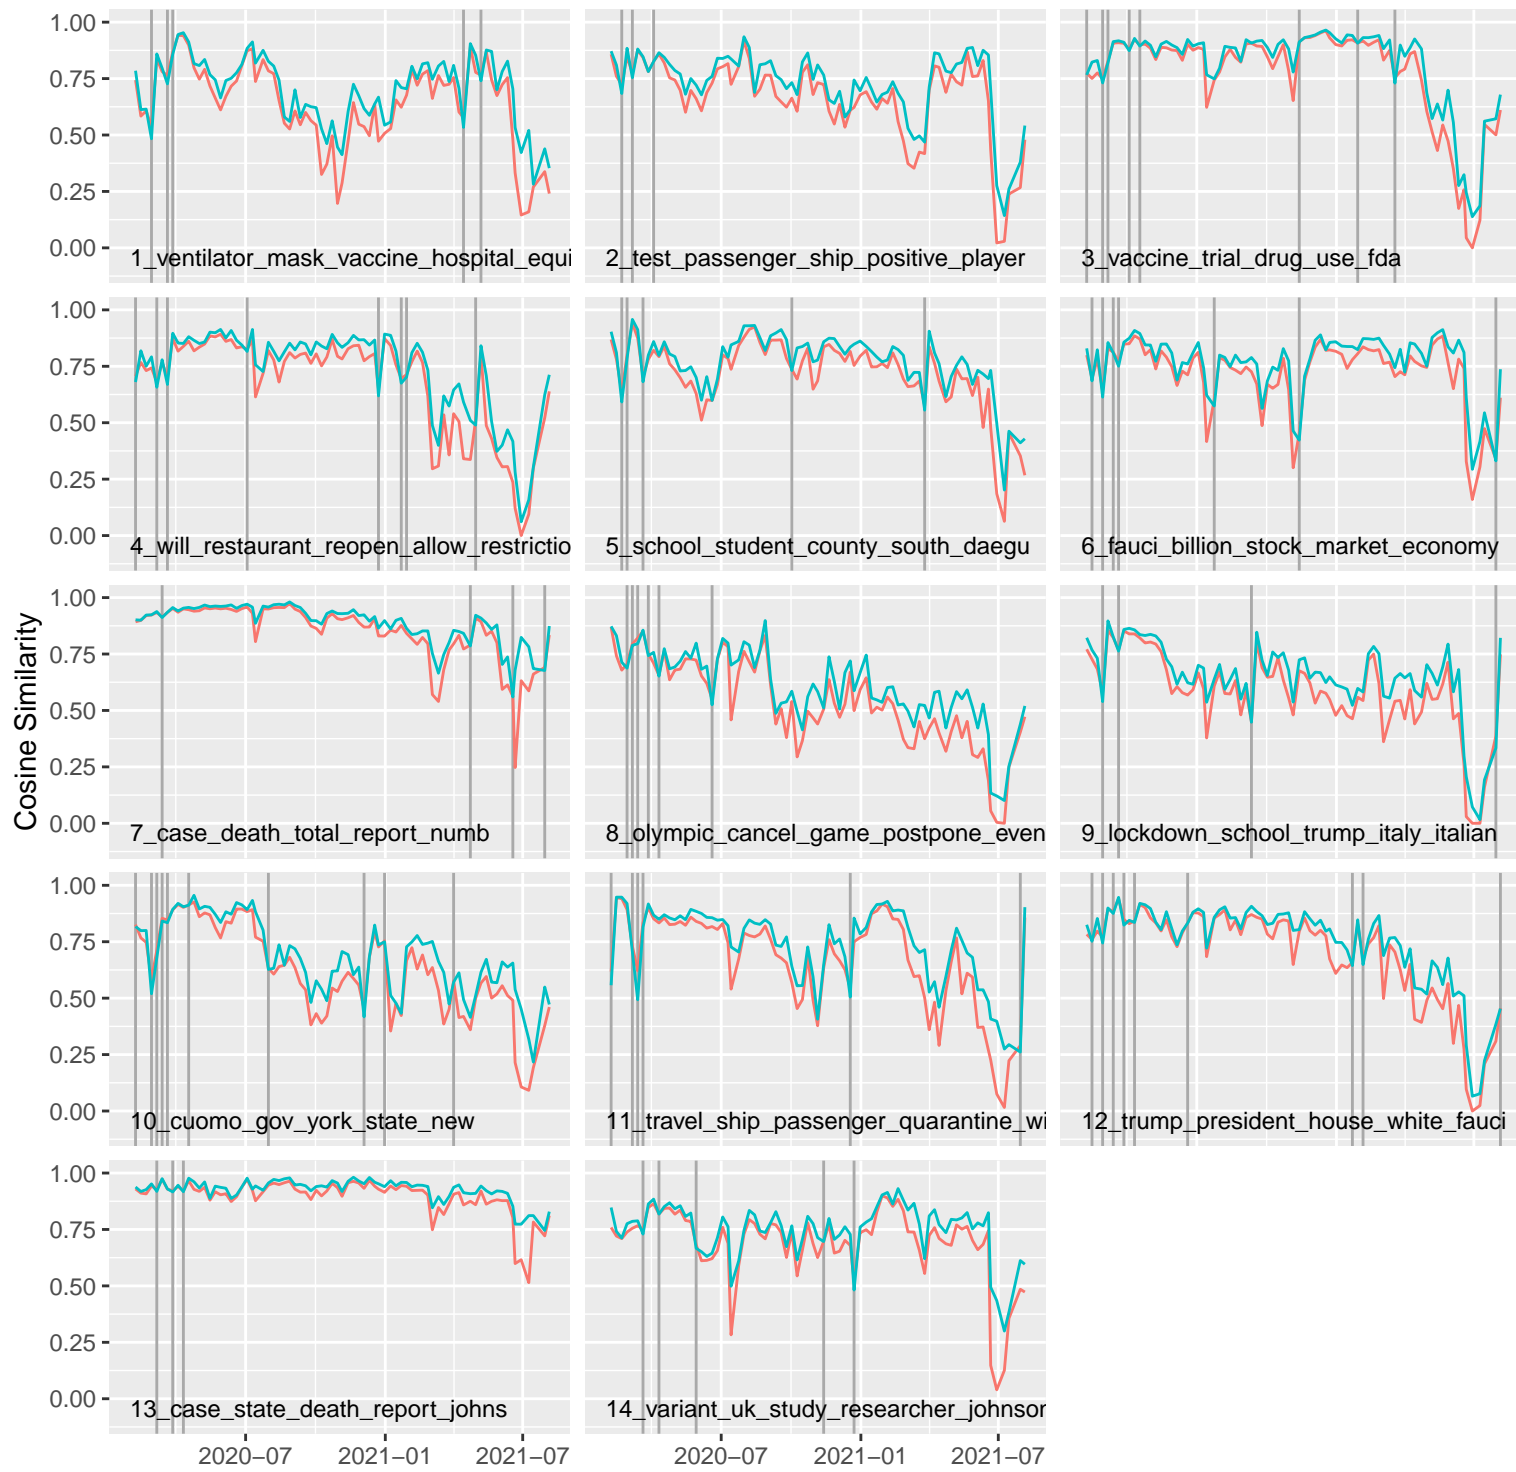 1.00
0.75
0.50
0.25
0.00
1_ventilator_mask_vaccine_hospital_equi
2_test_passenger_ship_positive_player
3_vaccine_trial_drug_use_fda
1.00
0.75
0.50
0.25
0.00
4_will_restaurant_reopen_allow_restrictio
5_school_student_county_south_daegu
6_fauci_billion_stock_market_economy
Cosine Similarity
1.00
0.75
0.50
0.25
0.00
7_case_death_total_report_numb
8_olympic_cancel_game_postpone_even
9_lockdown_school_trump_italy_italian
1.00
0.75
0.50
0.25
0.00
10_cuomo_gov_york_state_new
11_travel_ship_passenger_quarantine_wi
12_trump_president_house_white_fauci
1.00
0.75
0.50
0.25
0.00
13_case_state_death_report_johns
14_variant_uk_study_researcher_johnson
2020−07 2021−01 2021−07 2020−07 2021−01 2021−07